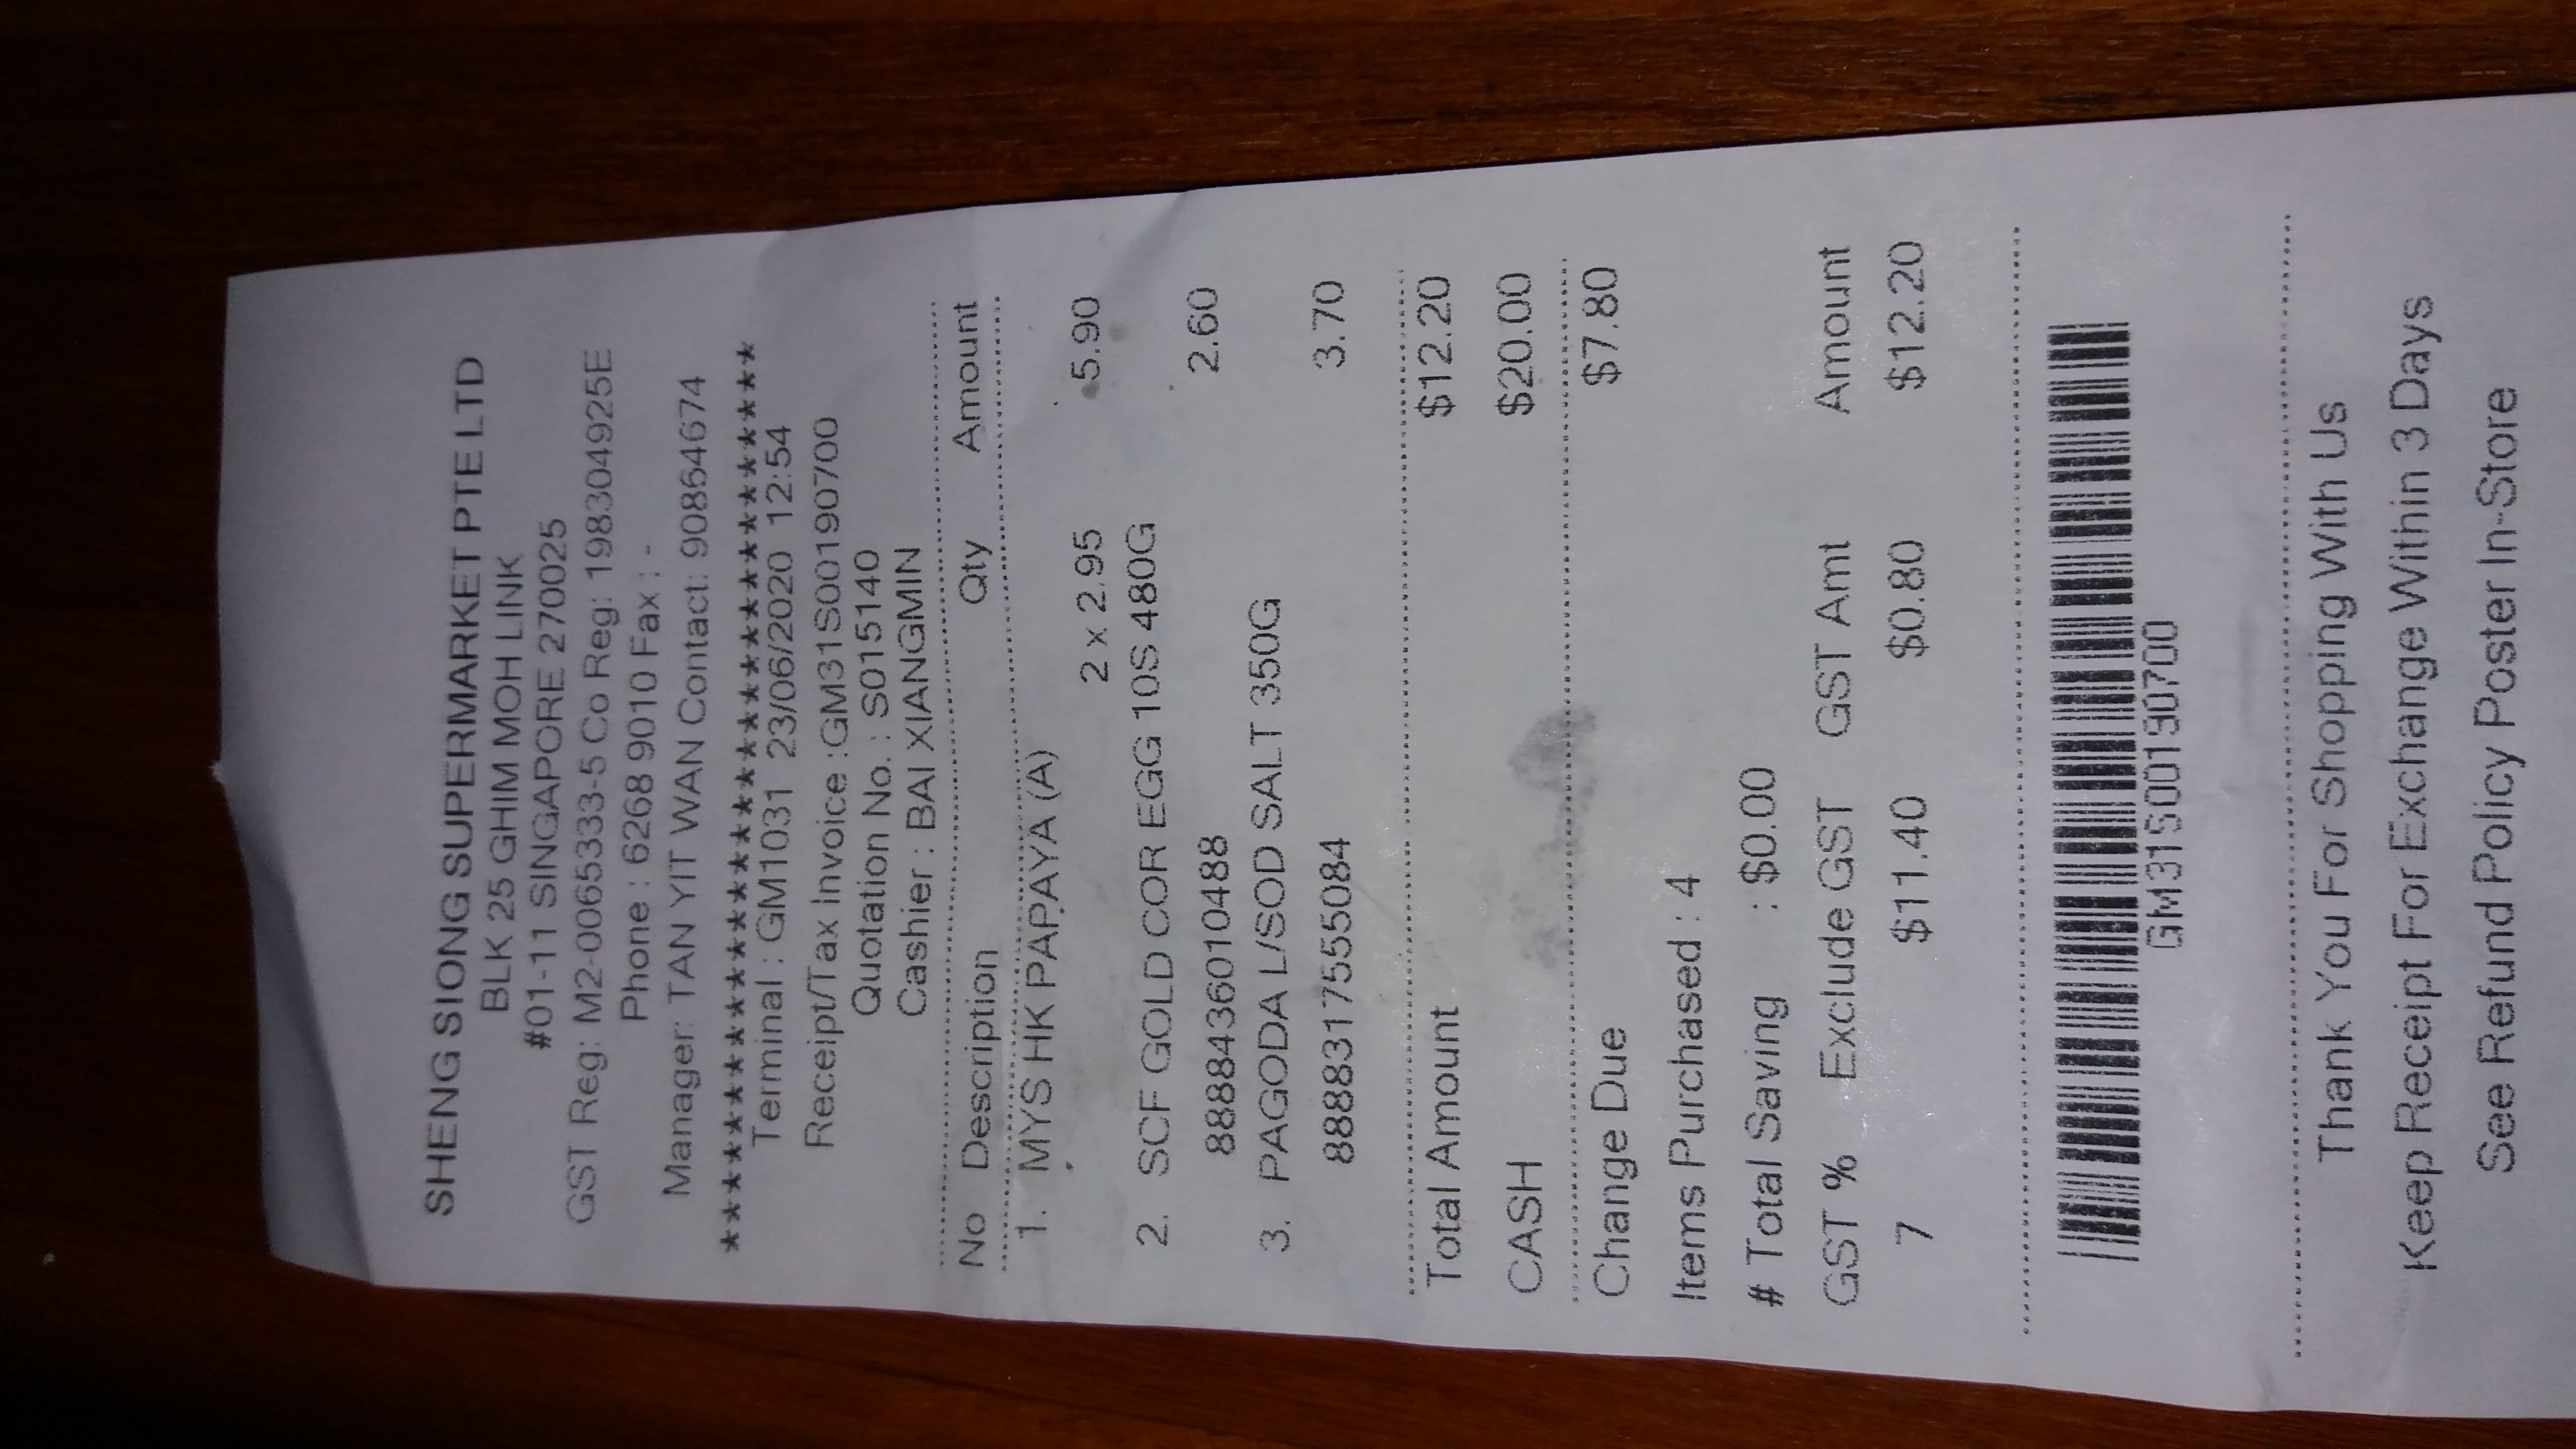 SHENG SIONG SUPERMARKET PTE LTD
BLK 25 GHIM MOH LINK
#01-11 SINGAPORE 270025
GST Reg: M2-0065333-5 Co Reg: 198304925E
Phone : 6268 9010 Fax : -
Manager: TAN YIT WAN Contact: 90864674
********************************
Terminal : GM1031 23/06/2020 12:54
Receipt/Tax Invoice :GM31S00190700
Quotation No. : S015140
Cashier : BAI XIANGMIN
No Description Qty Amount
1. MYS HK PAPAYA (A)
2 x 2.95 5.90
2. SCF GOLD COR EGG 10S 480G
8888436010488 2.60
3. PAGODA L/SOD SALT 350G
8888317555084 3.70
Total Amount $12.20
CASH $20.00
Change Due $7.80
Items Purchased : 4
# Total Saving : $0.00
GST % Exclude GST GST Amt Amount
7 $11.40 $0.80 $12.20
GM31S00190700
Thank You For Shopping With Us
Keep Receipt For Exchange Within 3 Days
See Refund Policy Poster In-Store